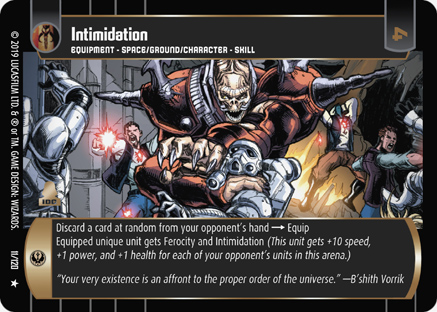 Intimidation
EQUIPMENT - SPACE/GROUND/CHARACTER - SKILL
4
Discard a card at random from your opponent's hand → Equip
Equipped unique unit gets Ferocity and Intimidation (This unit gets +10 speed,
+1 power, and +1 health for each of your opponent's units in this arena.)
"Your very existence is an affront to the proper order of the universe." —B'shith Vorrik
© 2019 LUCASFILM LTD. & ® or TM. GAME DESIGN: WIZARDS.